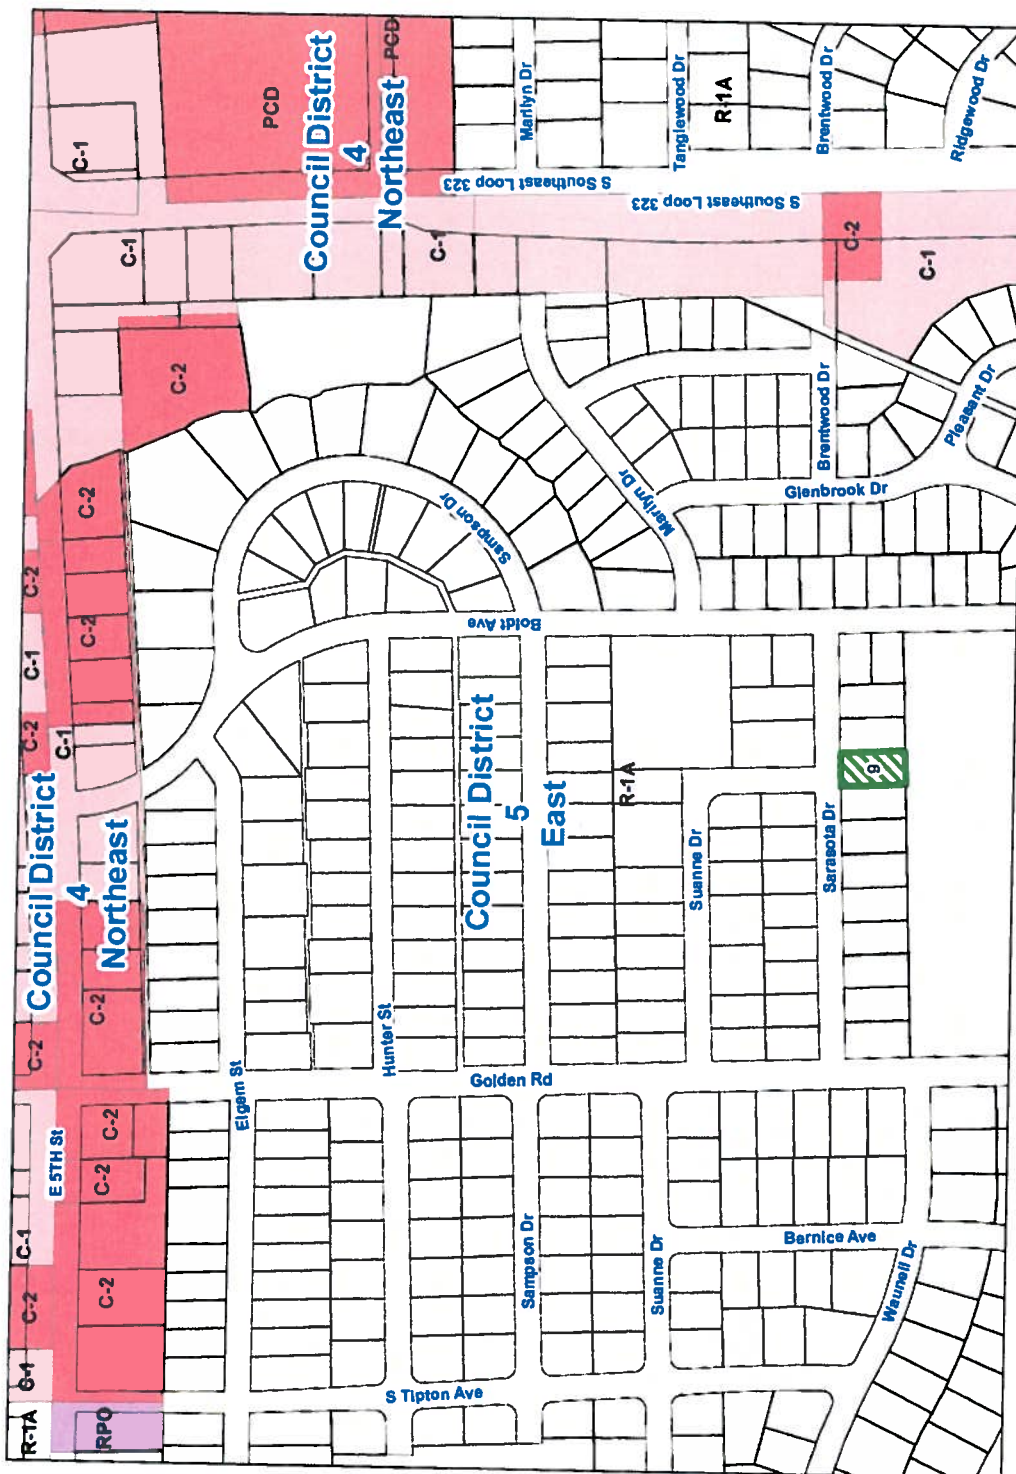 PCD
PCD
C-1
Council District
4
Northeast
Marilyn Dr
Tanglewood Dr
R-1A
Brentwood Dr
Ridgewood Dr
S Southeast Loop 323
S Southeast Loop 323
C-1
C-1
C-2
C-1
C-2
Brentwood Dr
Pleasant Dr
Glenbrook Dr
Marilyn Dr
Sampson Dr
Boldt Ave
C-2
C-2
C-2
C-1
C-2
C-1
Council District
4
Northeast
C-2
C-2
Council District
5
East
R-1A
Suanne Dr
Sarasota Dr
9
Hunter St
Elgem St
Golden Rd
E 5TH St
C-2
C-2
C-1
C-2
C-2
C-1
R-1A
RPO
Sampson Dr
Suanne Dr
Bernice Ave
Waunell Dr
S Tipton Ave